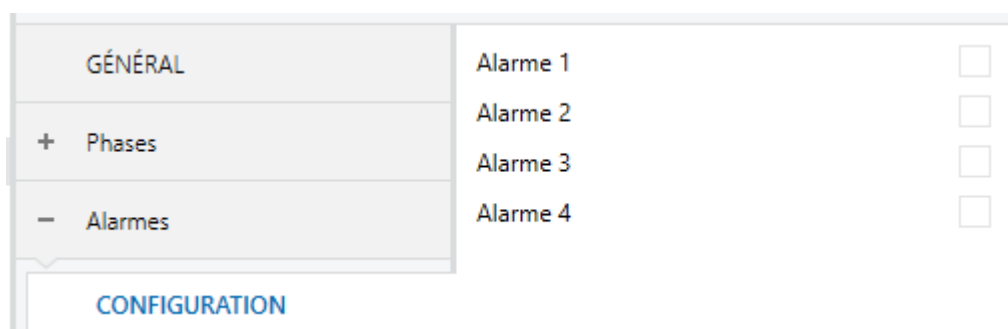 GÉNÉRAL
+ Phases
− Alarmes
CONFIGURATION
Alarme 1
Alarme 2
Alarme 3
Alarme 4